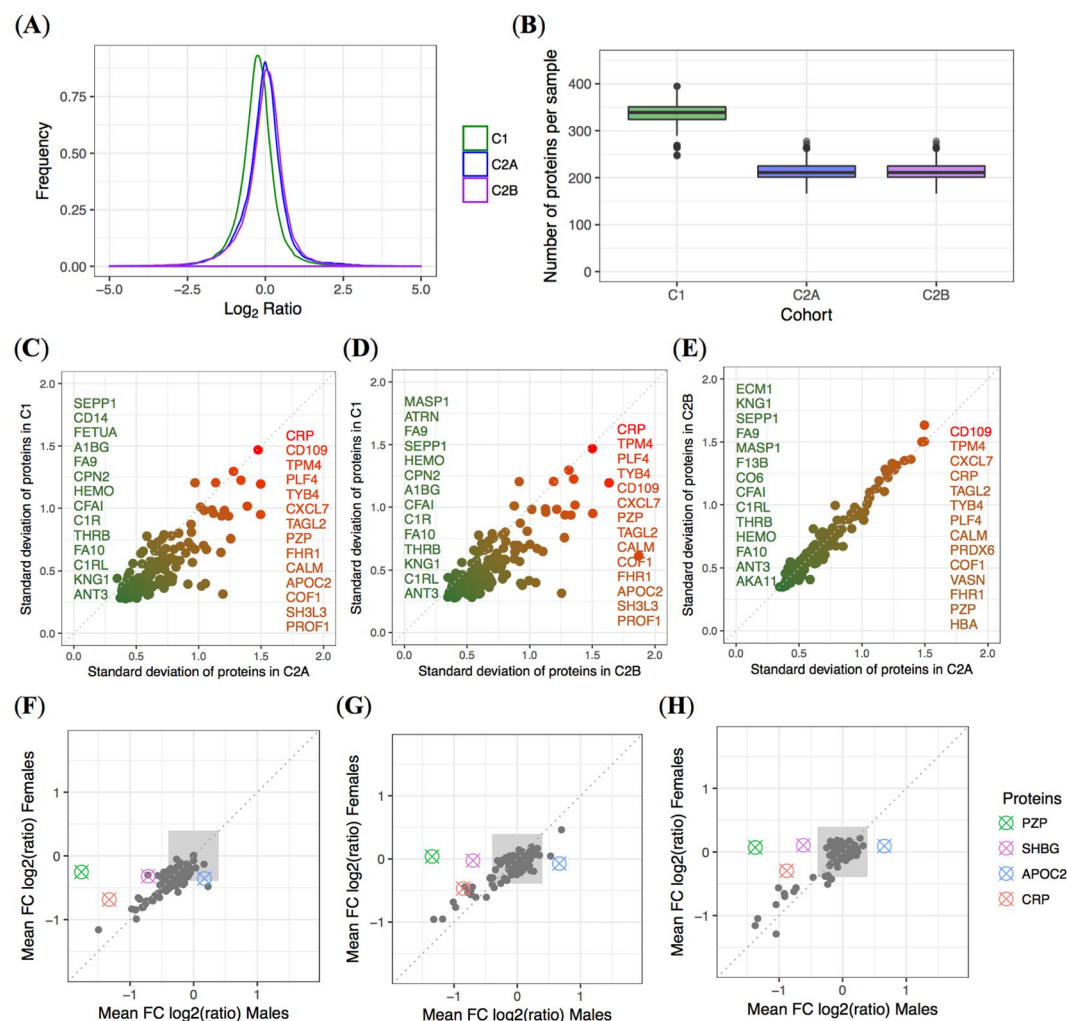 (A)
Frequency
0.75
0.50
0.25
0.00
−5.0 −2.5 0.0 2.5 5.0
Log2 Ratio
C1
C2A
C2B
(B)
Number of proteins per sample
400
300
200
100
0
C1 C2A C2B
Cohort
(C)
Standard deviation of proteins in C1
2.0
1.5
1.0
0.5
0.0
SEPP1
CD14
FETUA
A1BG
FA9
CPN2
HEMO
CFAI
C1R
THRB
FA10
C1RL
KNG1
ANT3
CRP
CD109
TPM4
PLF4
TYB4
CXCL7
TAGL2
PZP
FHR1
CALM
APOC2
COF1
SH3L3
PROF1
0.0 0.5 1.0 1.5 2.0
Standard deviation of proteins in C2A
(D)
Standard deviation of proteins in C1
2.0
1.5
1.0
0.5
0.0
MASP1
ATRN
FA9
SEPP1
HEMO
CPN2
A1BG
CFAI
C1R
FA10
THRB
KNG1
C1RL
ANT3
CRP
TPM4
PLF4
TYB4
CD109
CXCL7
PZP
TAGL2
CALM
COF1
FHR1
APOC2
SH3L3
PROF1
0.0 0.5 1.0 1.5 2.0
Standard deviation of proteins in C2B
(E)
Standard deviation of proteins in C2B
2.0
1.5
1.0
0.5
0.0
ECM1
KNG1
SEPP1
FA9
MASP1
F13B
CO6
CFAI
C1RL
THRB
HEMO
FA10
ANT3
AKA11
CD109
TPM4
CXCL7
CRP
TAGL2
TYB4
PLF4
CALM
PRDX6
COF1
VASN
FHR1
PZP
HBA
0.0 0.5 1.0 1.5 2.0
Standard deviation of proteins in C2A
(F)
Mean FC log2(ratio) Females
1
0
−1
−1 0 1
Mean FC log2(ratio) Males
(G)
Mean FC log2(ratio) Females
1
0
−1
−1 0 1
Mean FC log2(ratio) Males
(H)
Mean FC log2(ratio) Females
1
0
−1
−1 0 1
Mean FC log2(ratio) Males
Proteins
PZP
SHBG
APOC2
CRP